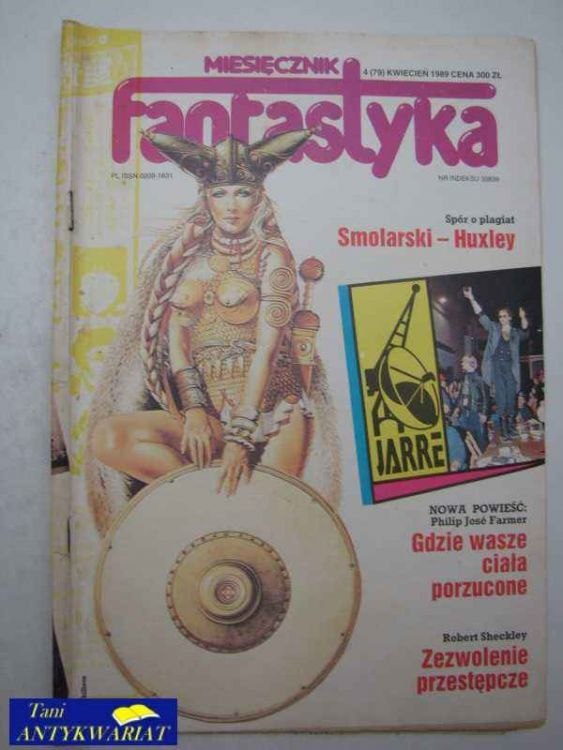 MIESIĘCZNIK
4 (79) KWIECIEŃ 1989 CENA 300 ZŁ
fantastyka
PL ISSN 0209-1631
NR INDEKSU 35839
Spór o plagiat
Smolarski – Huxley
JARRE
NOWA POWIEŚĆ:
Philip José Farmer
Gdzie wasze
ciała
porzucone
Robert Sheckley
Zezwolenie
przestępcze
Tani
ANTYKWARIAT